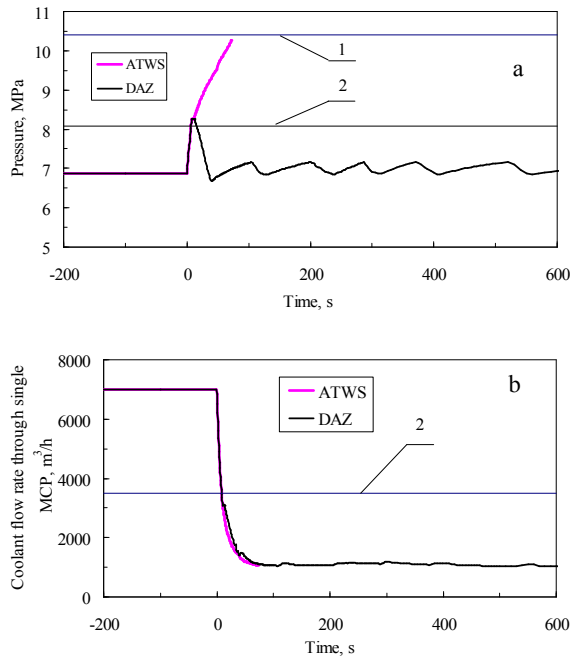 11
10
9
8
7
6
5
Pressure, MPa
ATWS
DAZ
1
2
a
-200
0
200
400
600
Time, s
8000
6000
4000
2000
0
Coolant flow rate through single
MCP, m³/h
ATWS
DAZ
2
b
-200
0
200
400
600
Time, s